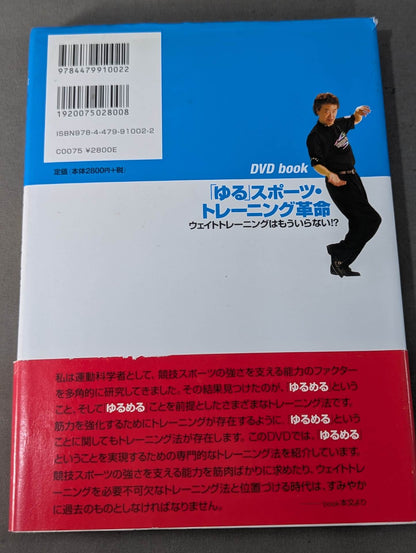 9784479910022
1920075028008
ISBN978-4-479-91002-2
C0075 ¥2800E
定価(本体2800円+税)
DVD book
「ゆる」スポーツ・
トレーニング革命
ウェイトトレーニングはもういらない!?
私は運動科学者として、競技スポーツの強さを支える能力のファクター
を多角的に研究してきました。その結果見つけたのが、ゆるめる という
こと、そして ゆるめる ことを前提としたさまざまなトレーニング法です。
筋力を強化するためにトレーニングが存在するように、ゆるめる という
ことに関してもトレーニング法が存在します。このDVDでは、ゆるめる
ということを実現するための専門的なトレーニング法を紹介しています。
競技スポーツの強さを支える能力を筋肉ばかりに求めたり、ウェイトトレ
ーニングを必要不可欠なトレーニング法と位置づける時代は、すみやか
に過去のものとしなければなりません。
本文より